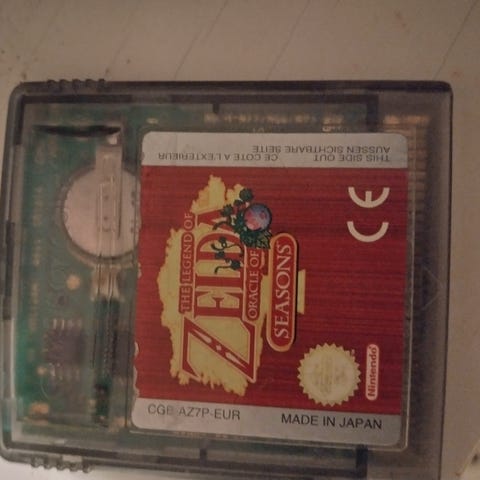 THIS SIDE OUT
CE COTE A L'EXTERIEUR
AUSSEN SICHTBARE SEITE
CE
THE LEGEND OF
ZELDA
ORACLE OF
SEASONS
Nintendo
CGB-AZ7P-EUR
MADE IN JAPAN